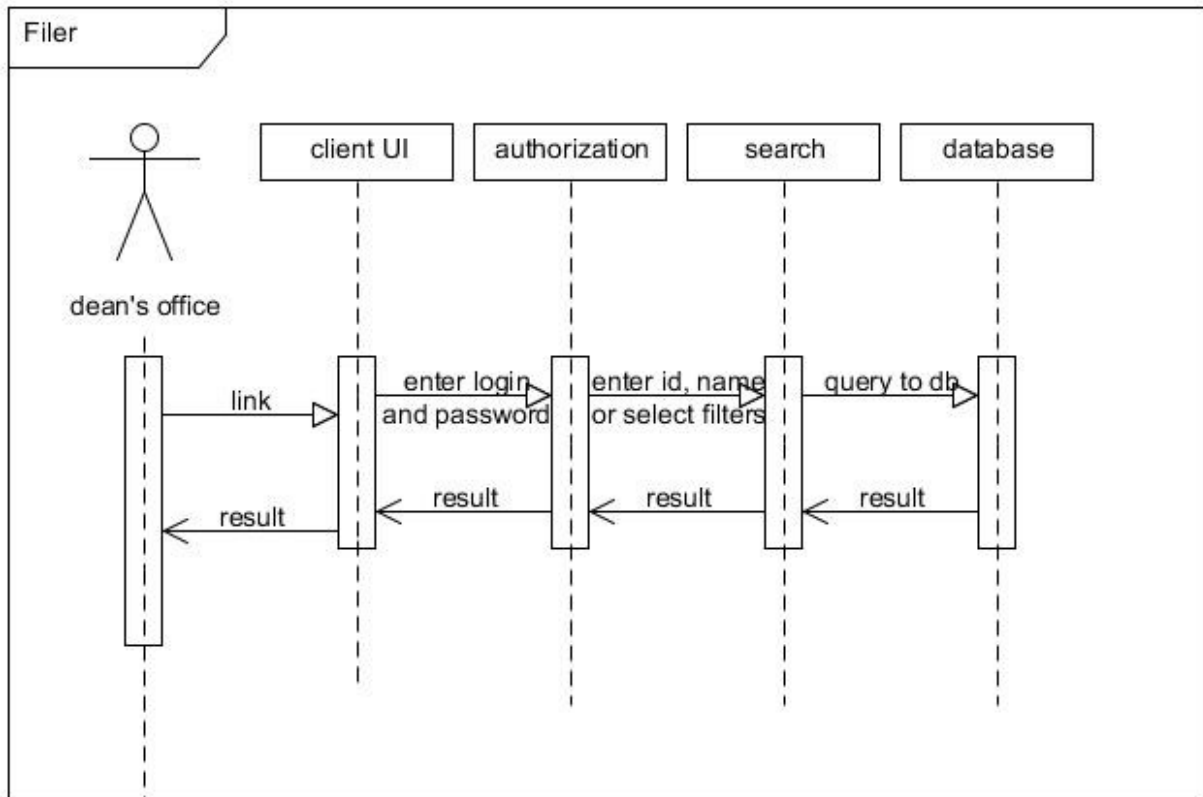 Filer
client UI
authorization
search
database
dean's office
link
enter login
and password
enter id, name
or select filters
query to db
result
result
result
result